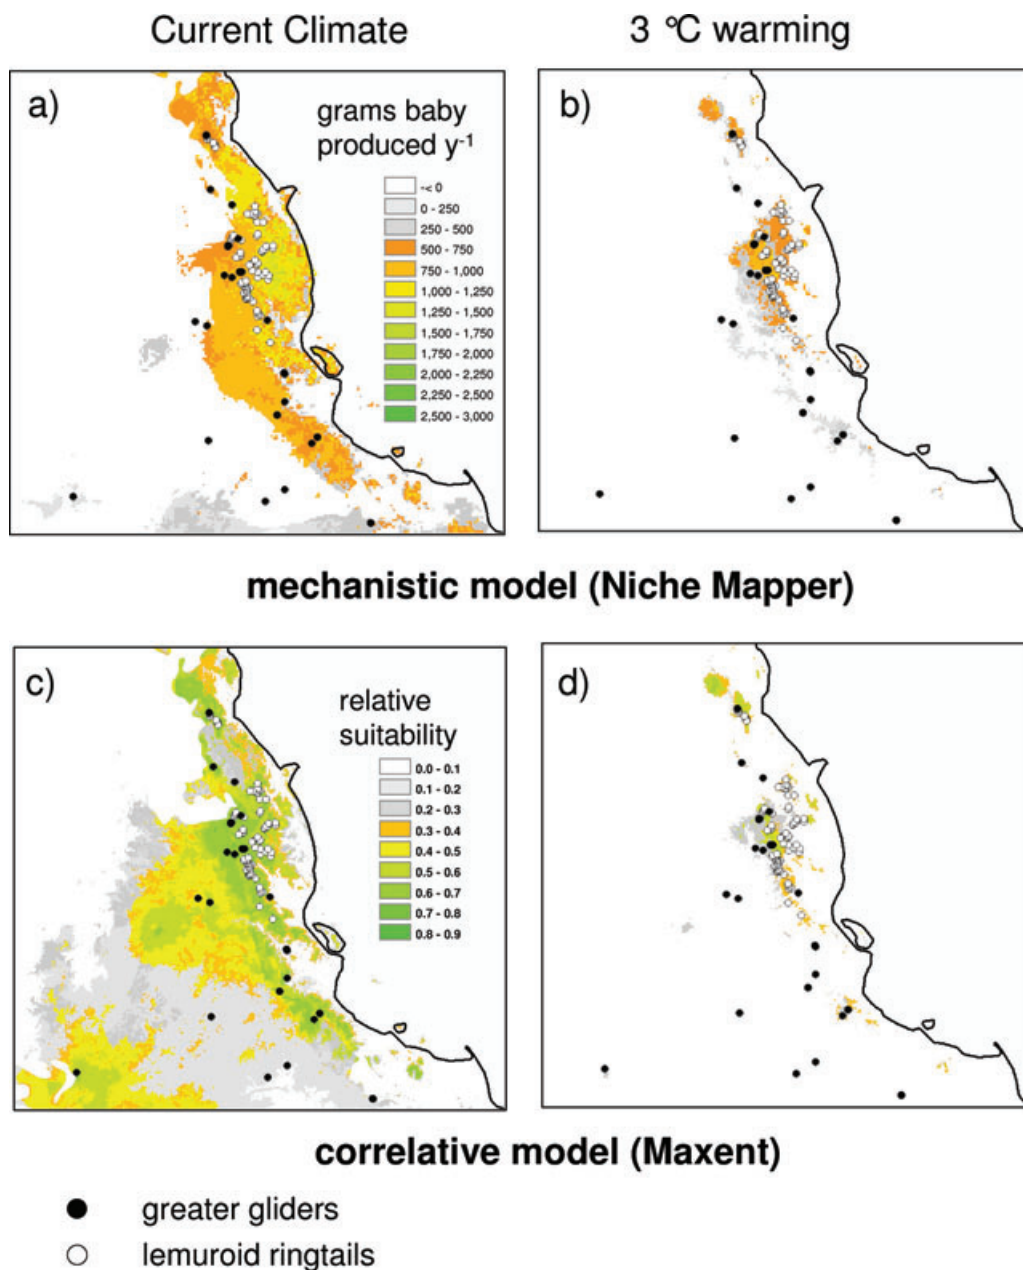 Current Climate
3 °C warming
a)
grams baby
produced y-1
-< 0
0 - 250
250 - 500
500 - 750
750 - 1,000
1,000 - 1,250
1,250 - 1,500
1,500 - 1,750
1,750 - 2,000
2,000 - 2,250
2,250 - 2,500
2,500 - 3,000
b)
mechanistic model (Niche Mapper)
c)
relative
suitability
0.0 - 0.1
0.1 - 0.2
0.2 - 0.3
0.3 - 0.4
0.4 - 0.5
0.5 - 0.6
0.6 - 0.7
0.7 - 0.8
0.8 - 0.9
d)
correlative model (Maxent)
greater gliders
lemuroid ringtails